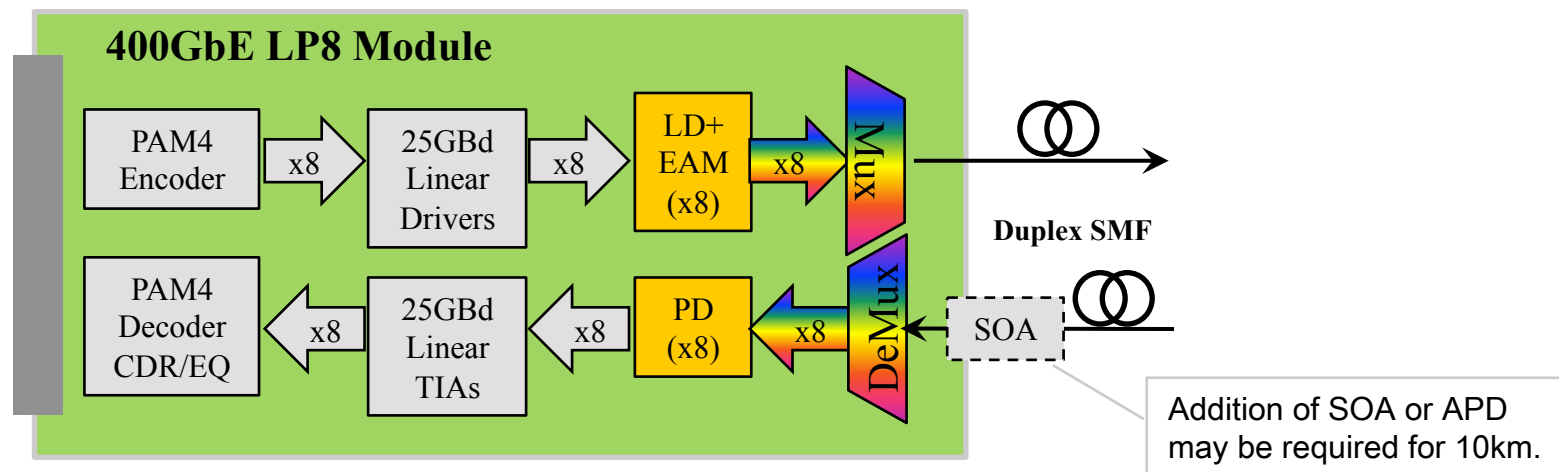 400GbE LP8 Module
PAM4
Encoder
x8
25GBd
Linear
Drivers
x8
LD+
EAM
(x8)
x8
Mux
Duplex SMF
PAM4
Decoder
CDR/EQ
x8
25GBd
Linear
TIAs
x8
PD
(x8)
x8
DeMux
SOA
Addition of SOA or APD
may be required for 10km.